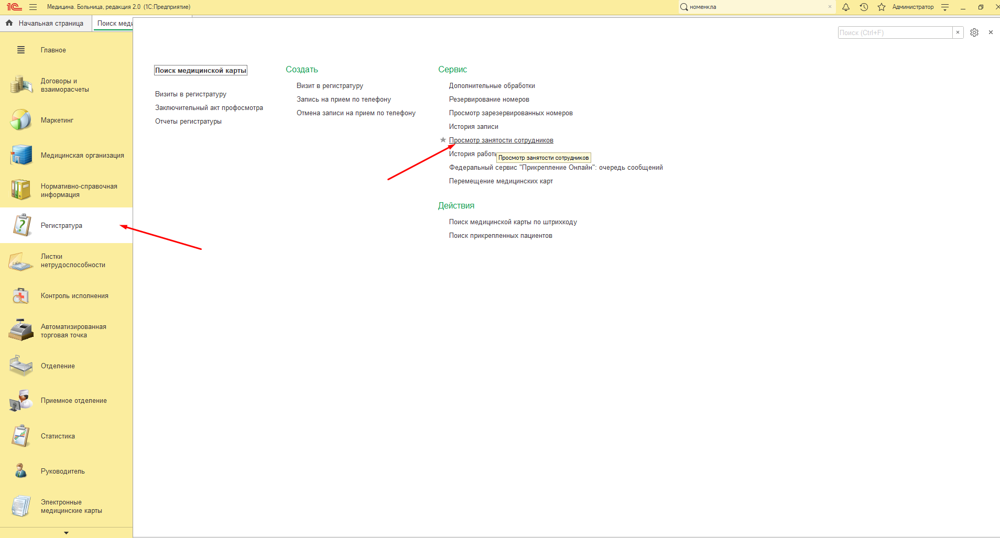 1С
Медицина. Больница, редакция 2.0 (1С:Предприятие)
номенкла
Администратор
Начальная страница
Поиск меди
Поиск (Ctrl+F)
Главное
Договоры и
взаиморасчеты
Маркетинг
Медицинская организация
Нормативно-справочная
информация
Регистратура
Листки
нетрудоспособности
Контроль исполнения
Автоматизированная
торговая точка
Отделение
Приемное отделение
Статистика
Руководитель
Электронные
медицинские карты
Поиск медицинской карты
Визиты в регистратуру
Заключительный акт профосмотра
Отчеты регистратуры
Создать
Визит в регистратуру
Запись на прием по телефону
Отмена записи на прием по телефону
Сервис
Дополнительные обработки
Резервирование номеров
Просмотр зарезервированных номеров
История записи
Просмотр занятости сотрудников
История работы
Просмотр занятости сотрудников
Федеральный сервис "Прикрепление Онлайн": очередь сообщений
Перемещение медицинских карт
Действия
Поиск медицинской карты по штрихкоду
Поиск прикрепленных пациентов